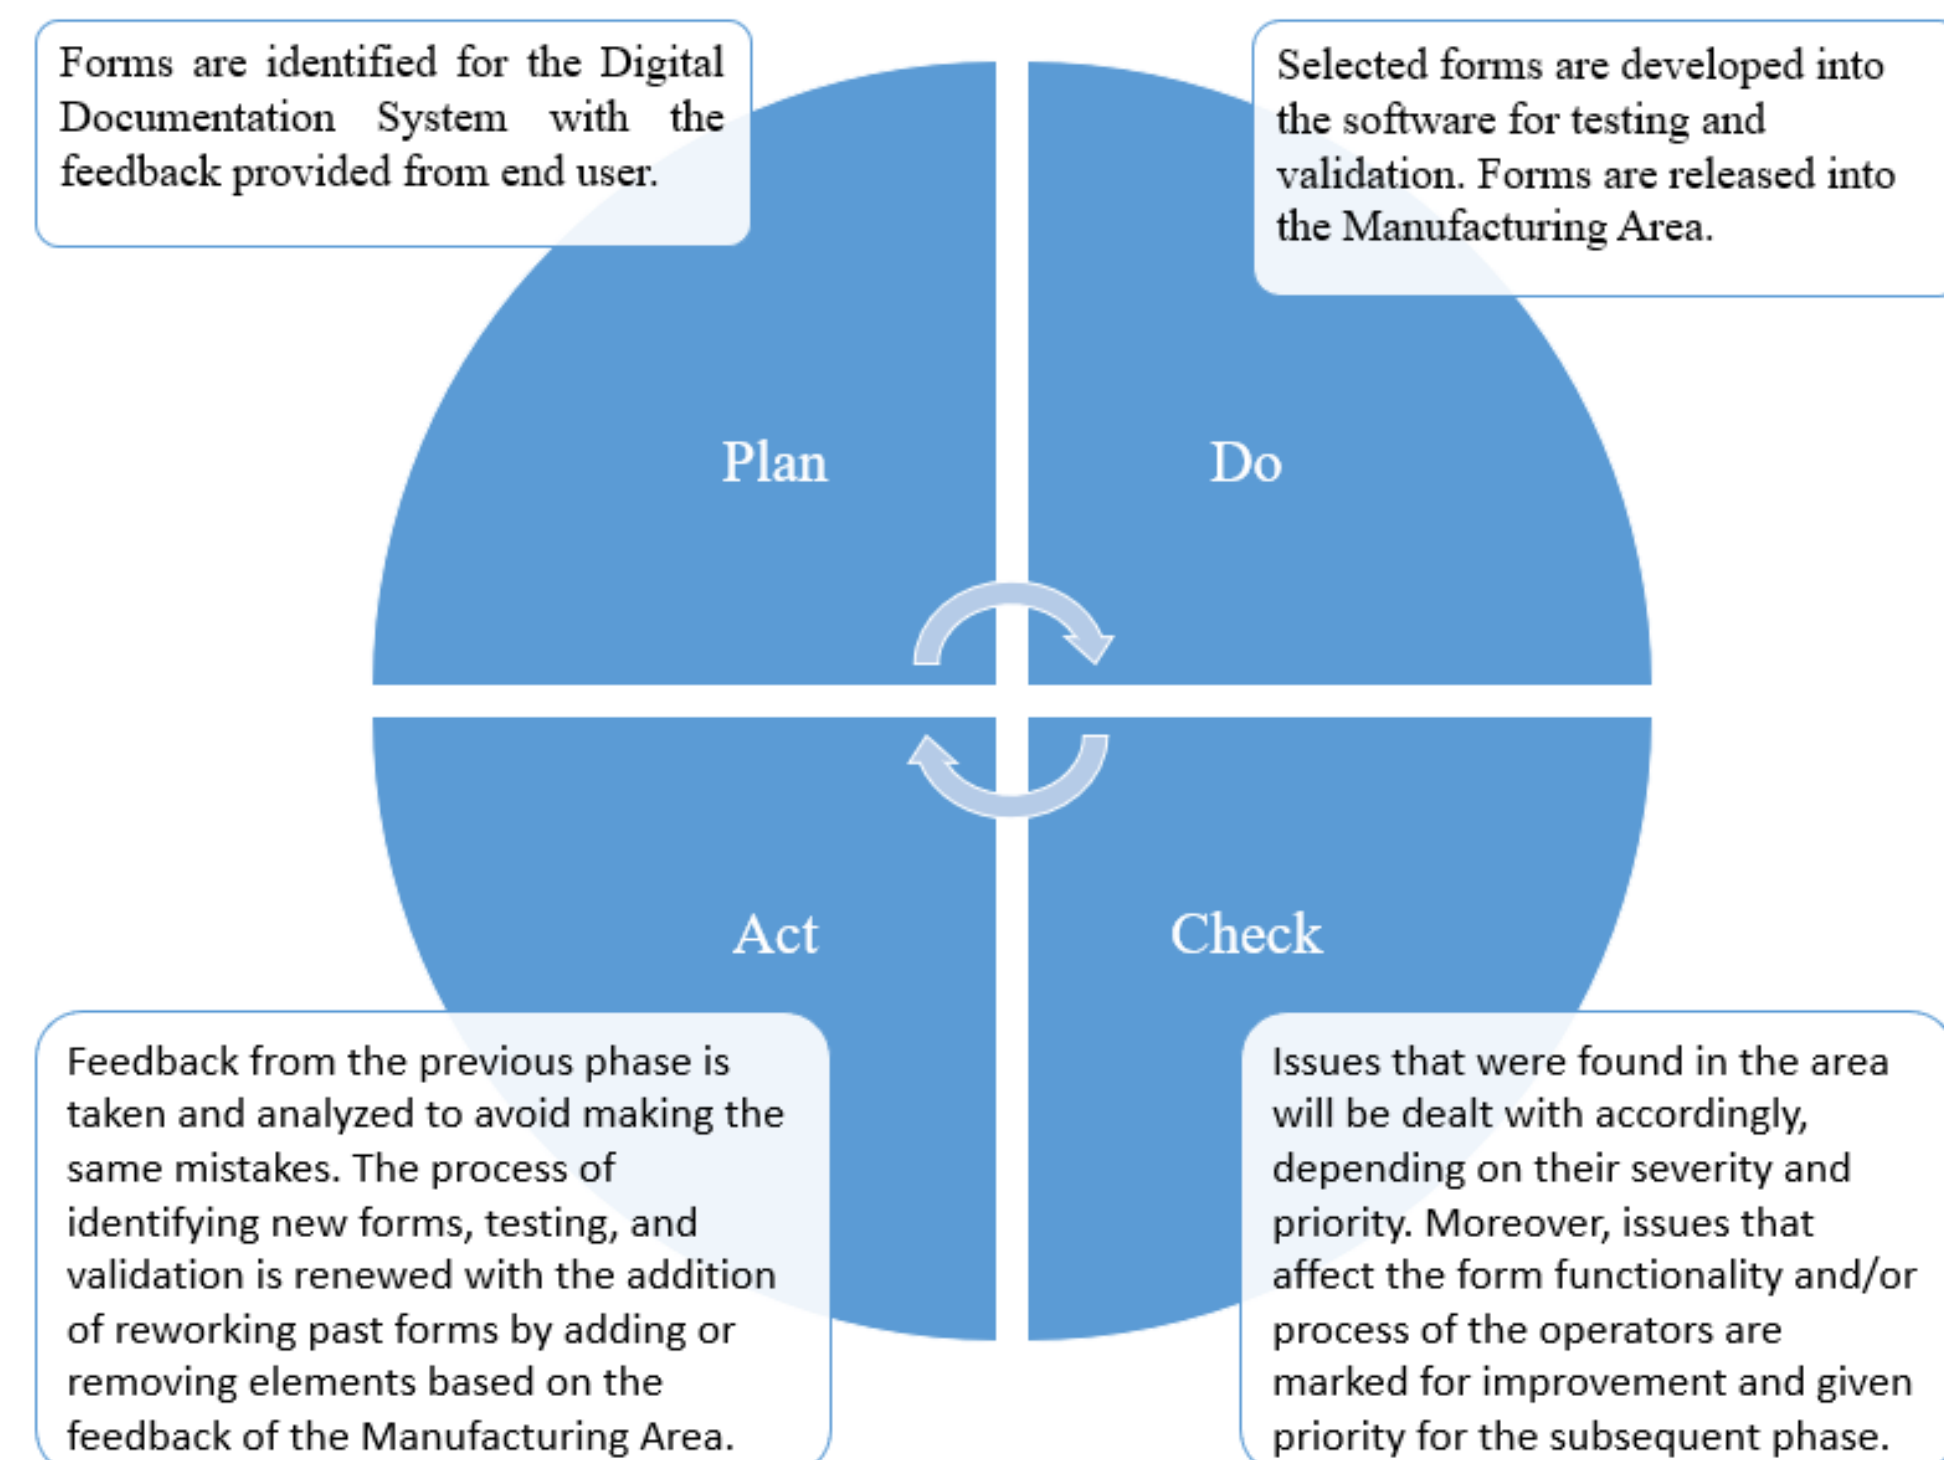 Forms are identified for the Digital
Documentation System with the
feedback provided from end user.
Selected forms are developed into
the software for testing and
validation. Forms are released into
the Manufacturing Area.
Plan
Do
Act
Check
Feedback from the previous phase is
taken and analyzed to avoid making the
same mistakes. The process of
identifying new forms, testing, and
validation is renewed with the addition
of reworking past forms by adding or
removing elements based on the
feedback of the Manufacturing Area.
Issues that were found in the area
will be dealt with accordingly,
depending on their severity and
priority. Moreover, issues that
affect the form functionality and/or
process of the operators are
marked for improvement and given
priority for the subsequent phase.